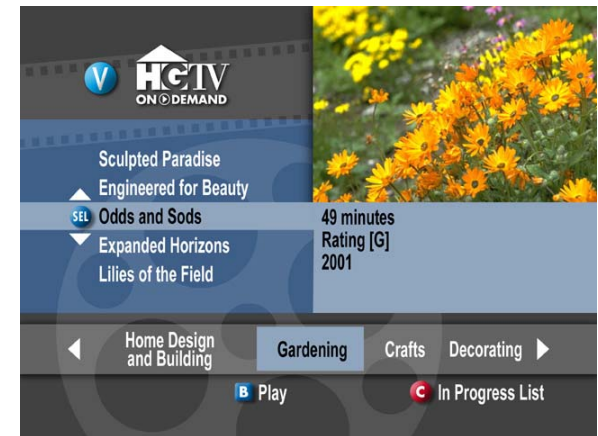 V
HGTV
ON DEMAND
Sculpted Paradise
Engineered for Beauty
SEL Odds and Sods
Expanded Horizons
Lilies of the Field
49 minutes
Rating [G]
2001
Home Design
and Building
Gardening
Crafts
Decorating
B Play
C In Progress List